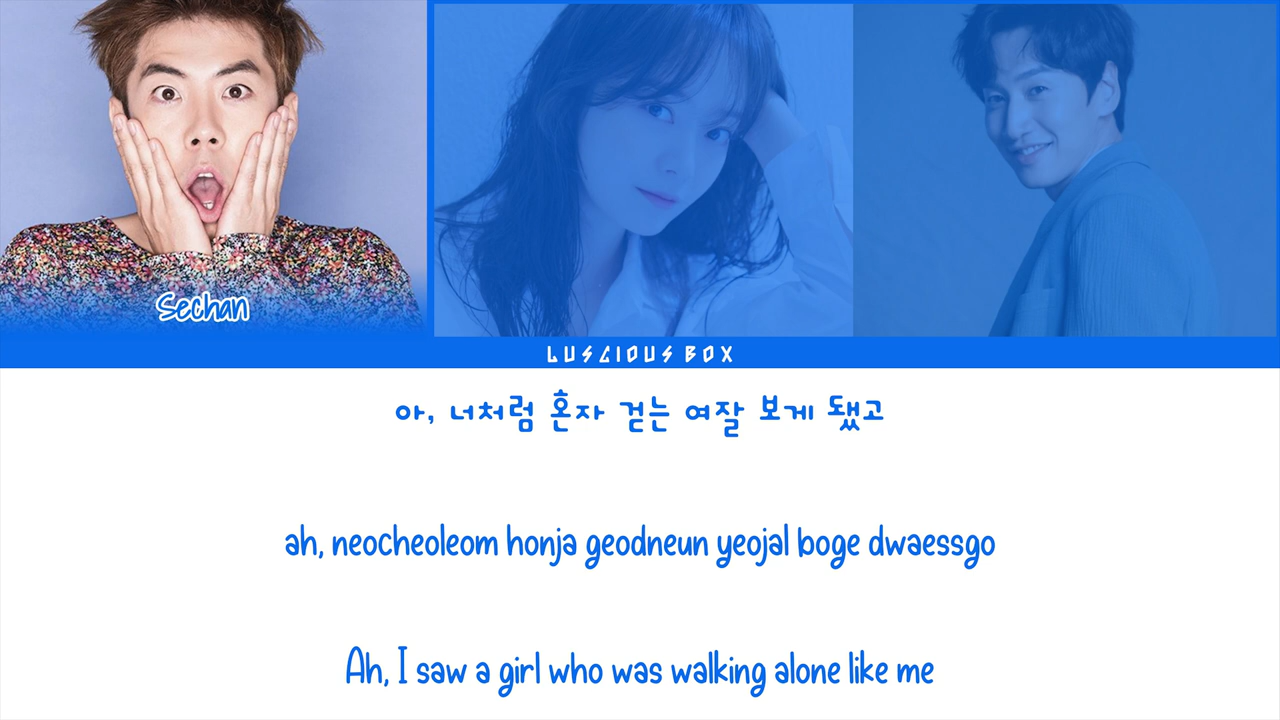 Sechan
LUSCIOUS BOX
아, 너처럼 혼자 걷는 여잘 보게 됐고
ah, neocheoleom honja geodneun yeojal boge dwaessgo
Ah, I saw a girl who was walking alone like me